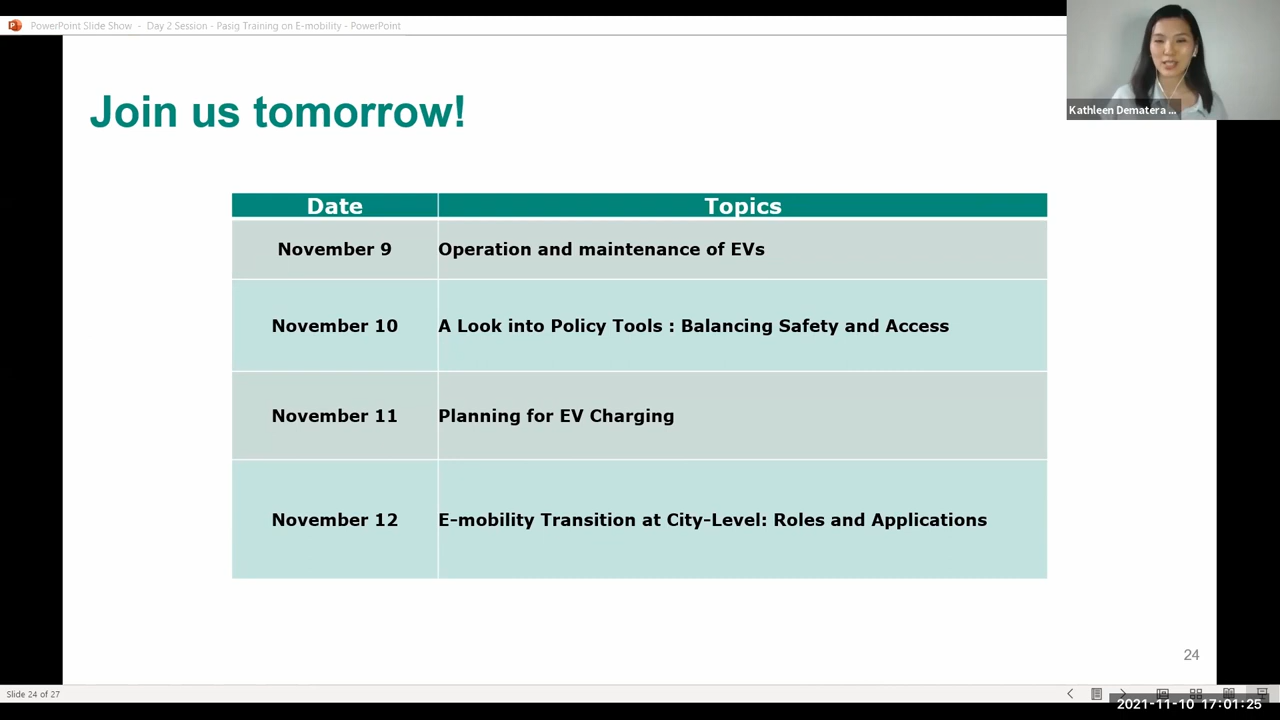 PowerPoint Slide Show - Day 2 Session - Pasig Training on E-mobility - PowerPoint
Kathleen Dematera ...
Join us tomorrow!
Date Topics
November 9 Operation and maintenance of EVs
November 10 A Look into Policy Tools : Balancing Safety and Access
November 11 Planning for EV Charging
November 12 E-mobility Transition at City-Level: Roles and Applications
24
Slide 24 of 27
2021-11-10 17:01:25